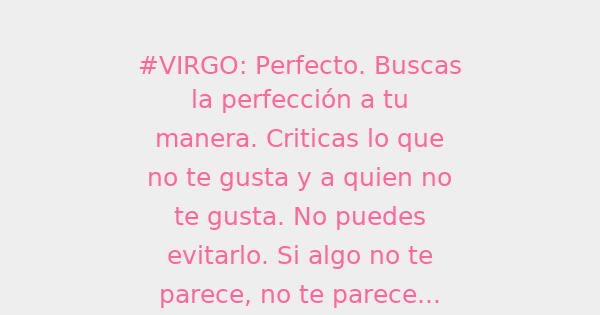 #VIRGO: Perfecto. Buscas
la perfección a tu
manera. Criticas lo que
no te gusta y a quien no
te gusta. No puedes
evitarlo. Si algo no te
parece, no te parece...